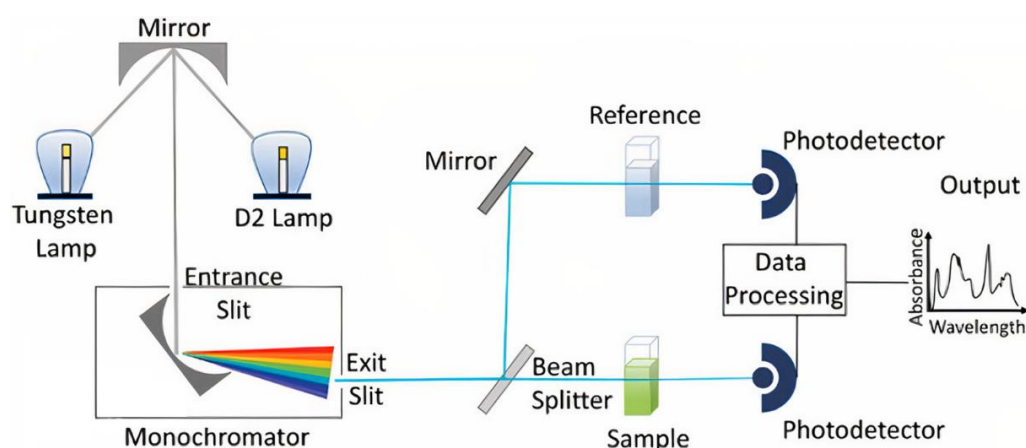 Mirror
Tungsten
Lamp
D2 Lamp
Entrance
Slit
Exit
Slit
Monochromator
Mirror
Beam
Splitter
Reference
Sample
Photodetector
Photodetector
Data
Processing
Output
Absorbance
Wavelength